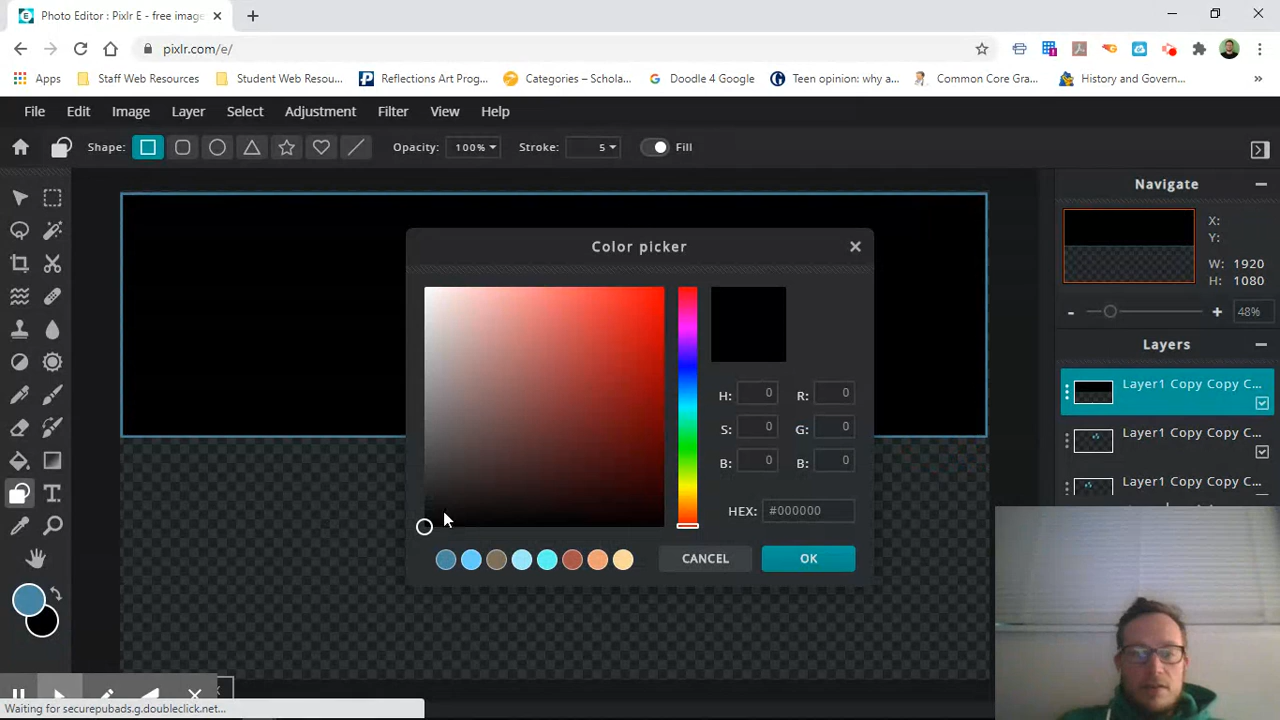 Photo Editor : Pixlr E - free image
pixlr.com/e/
Apps Staff Web Resources Student Web Resou... Reflections Art Prog... Categories – Schola... Doodle 4 Google Teen opinion: why a... Common Core Gra... History and Govern... »
File Edit Image Layer Select Adjustment Filter View Help
Shape: Opacity: 100% Stroke: 5 Fill
Navigate
X:
Y:
W: 1920
H: 1080
- + 48%
Color picker
Layers
Layer1 Copy Copy C...
Layer1 Copy Copy C...
Layer1 Copy Copy C...
H: 0 R: 0
S: 0 G: 0
B: 0 B: 0
HEX: #000000
CANCEL OK
Waiting for securepubads.g.doubleclick.net...